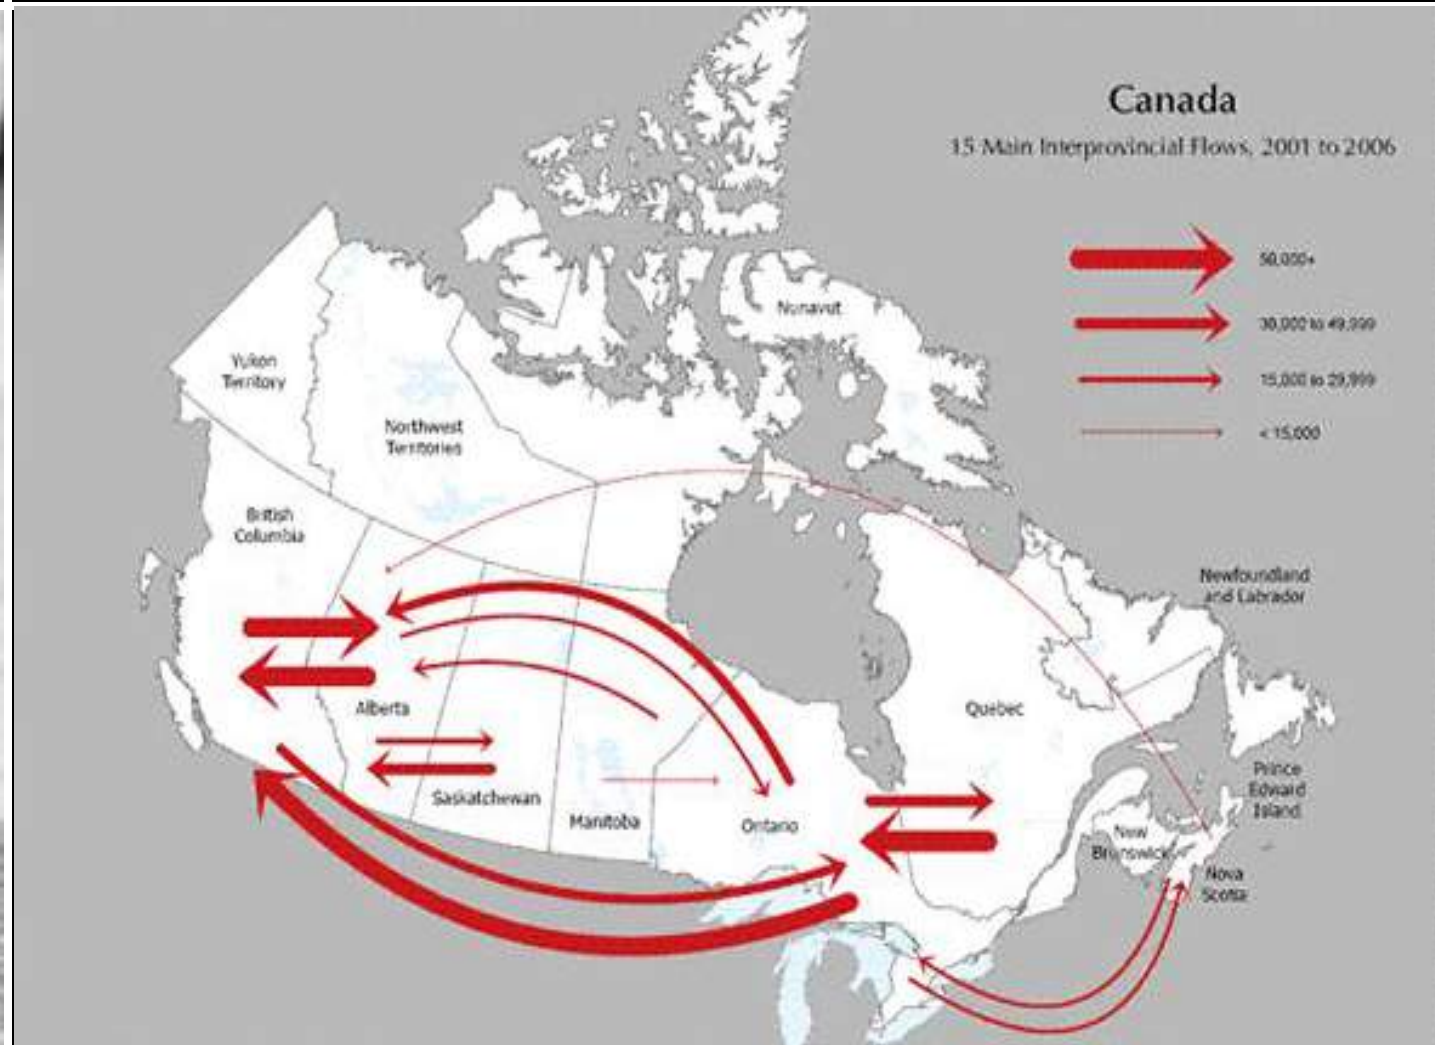 Canada
15 Main Interprovincial Flows, 2001 to 2006
50,000+
30,000 to 49,999
15,000 to 29,999
< 15,000
Nunavut
Yukon
Territory
Northwest
Territories
British
Columbia
Newfoundland
and Labrador
Alberta
Quebec
Saskatchewan
Manitoba
Ontario
Prince
Edward
Island
New
Brunswick
Nova
Scotia